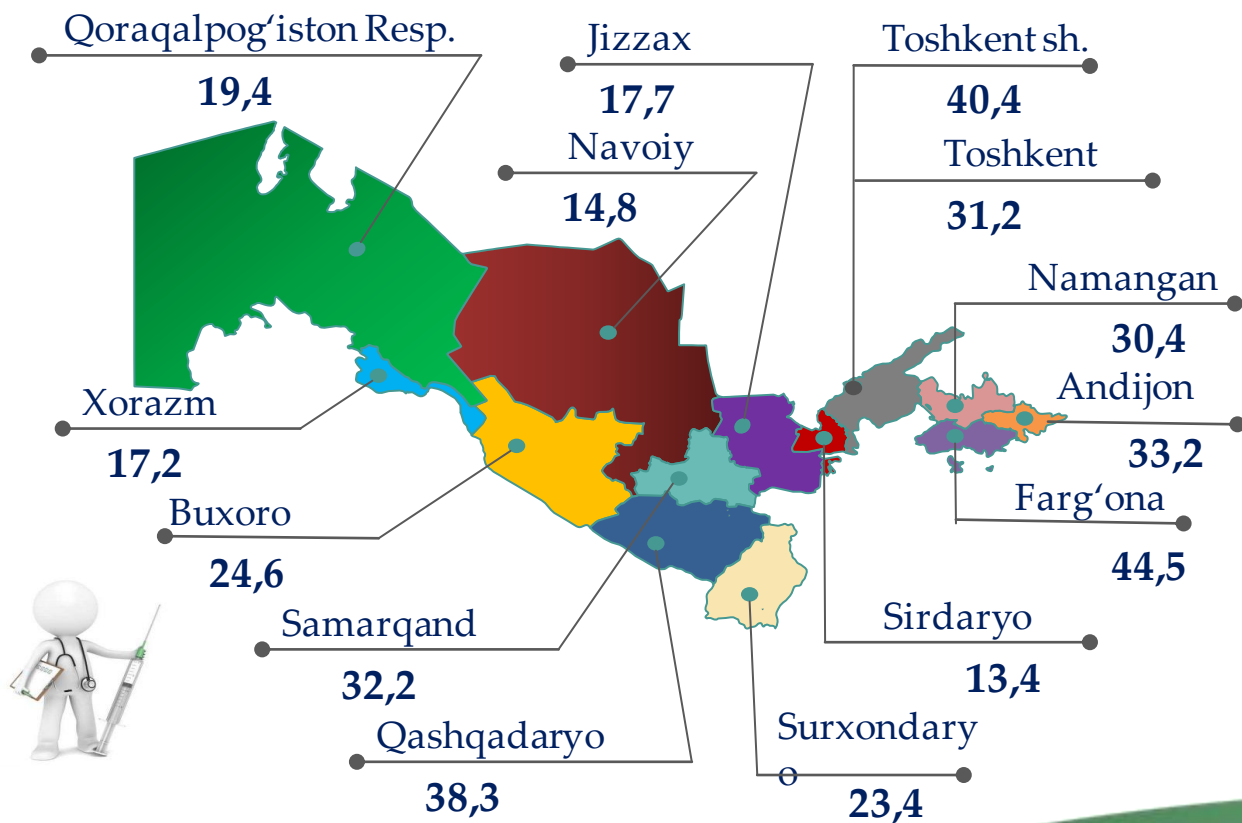 Qoraqalpog‘iston Resp.
19,4
Jizzax
17,7
Toshkent sh.
40,4
Navoiy
14,8
Toshkent
31,2
Namangan
30,4
Andijon
33,2
Xorazm
17,2
Farg‘ona
44,5
Buxoro
24,6
Samarqand
32,2
Sirdaryo
13,4
Qashqadaryo
38,3
Surxondary
o
23,4